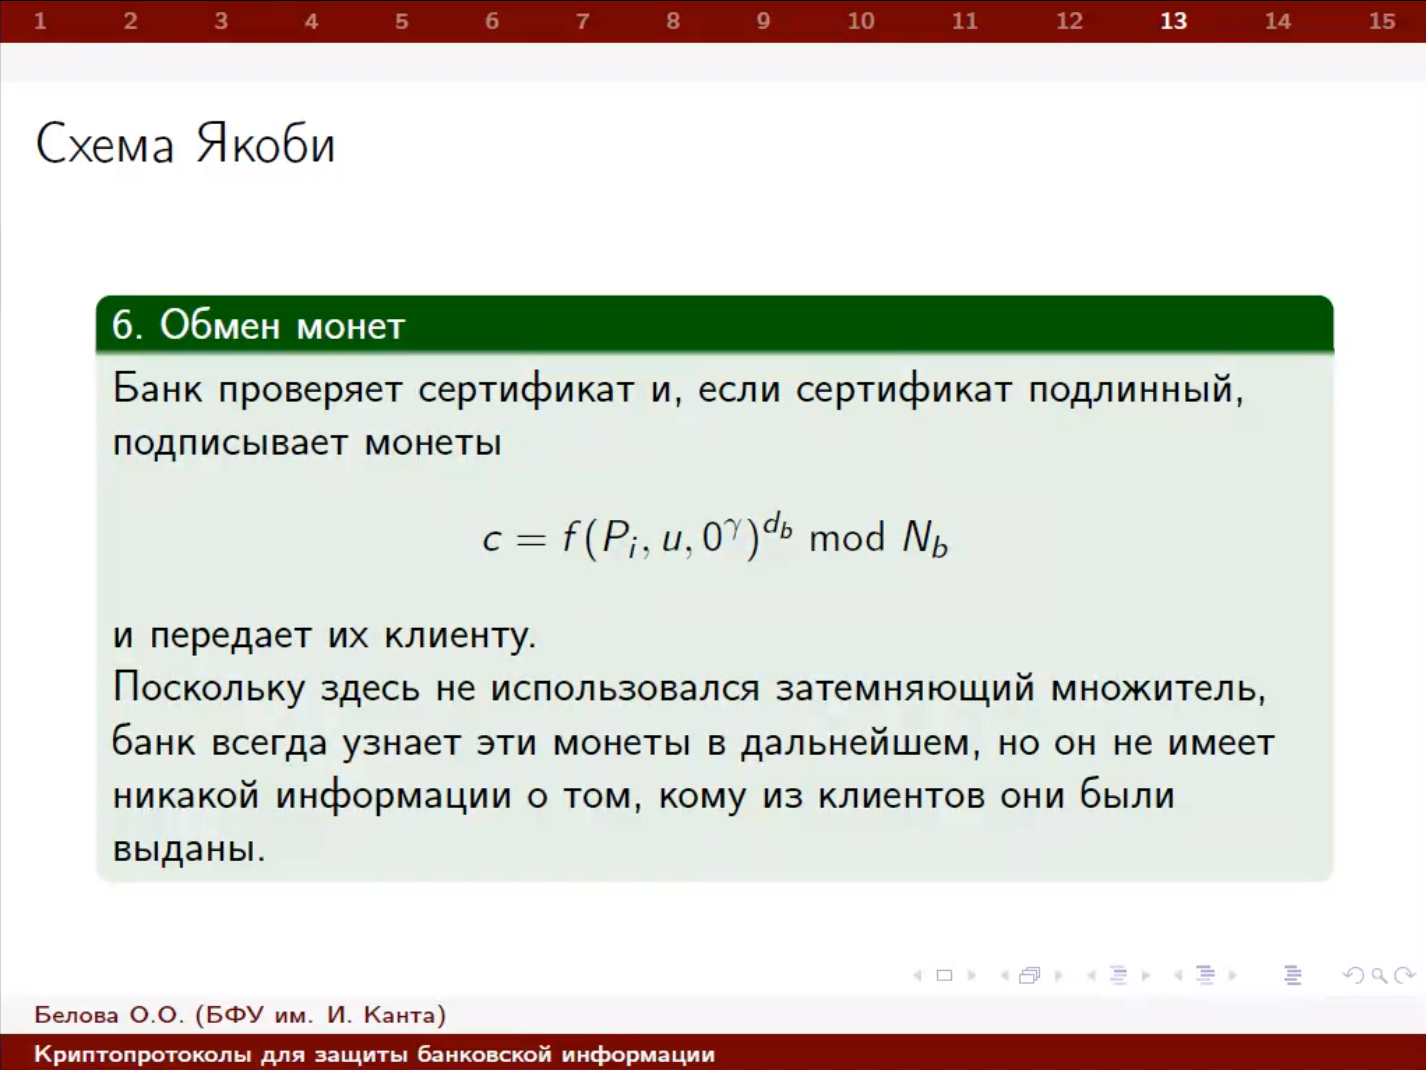 1 2 3 4 5 6 7 8 9 10 11 12 13 14 15
Схема Якоби
6. Обмен монет
Банк проверяет сертификат и, если сертификат подлинный,
подписывает монеты
c = f(Pᵢ, u, 0^γ)^{d_b} mod N_b
и передает их клиенту.
Поскольку здесь не использовался затемняющий множитель,
банк всегда узнает эти монеты в дальнейшем, но он не имеет
никакой информации о том, кому из клиентов они были
выданы.
Белова О.О. (БФУ им. И. Канта)
Криптопротоколы для защиты банковской информации